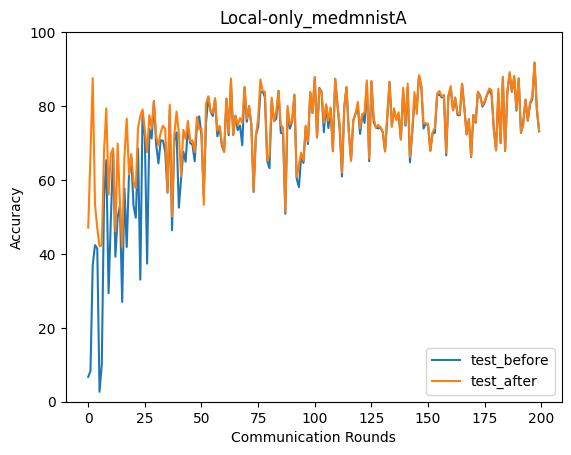 Local-only_medmnistA
100
80
60
40
20
0
Accuracy
0 25 50 75 100 125 150 175 200
Communication Rounds
test_before
test_after